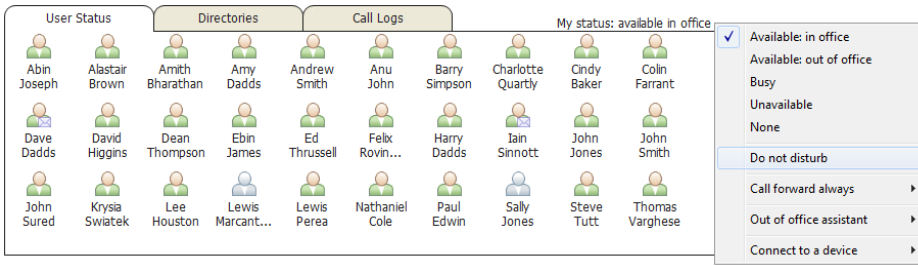 User Status Directories Call Logs My status: available in office
Abin Alastair Amith Amy Andrew Anu Barry Charlotte Cindy Colin
Joseph Brown Bharathan Dadds Smith John Simpson Quartly Baker Farrant
Dave David Dean Ebin Ed Felix Harry Iain John John
Dadds Higgins Thompson James Thrussell Rovin... Dadds Sinnott Jones Smith
John Krysia Lee Lewis Lewis Nathaniel Paul Sally Steve Thomas
Sured Swiatek Houston Marcant... Perea Cole Edwin Jones Tutt Varghese
Available: in office
Available: out of office
Busy
Unavailable
None
Do not disturb
Call forward always
Out of office assistant
Connect to a device